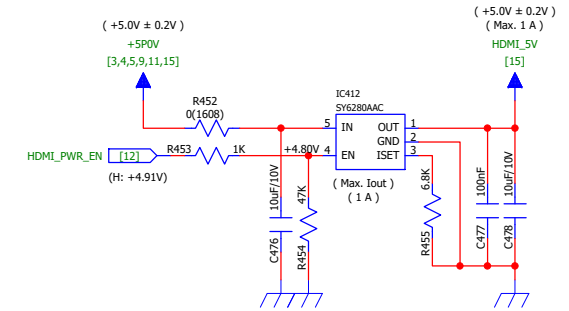 ( +5.0V ± 0.2V )
+5P0V
[3,4,5,9,11,15]
( +5.0V ± 0.2V )
( Max. 1 A )
HDMI_5V
[15]
R452
0(1608)
IC412
SY6280AAC
5 IN OUT 1
GND 2
+4.80V 4 EN ISET 3
HDMI_PWR_EN [12] R453 1K
(H: +4.91V)
( Max. Iout )
( 1 A )
10uF/10V
C476
47K
R454
6.8K
R455
100nF
C477
10uF/10V
C478